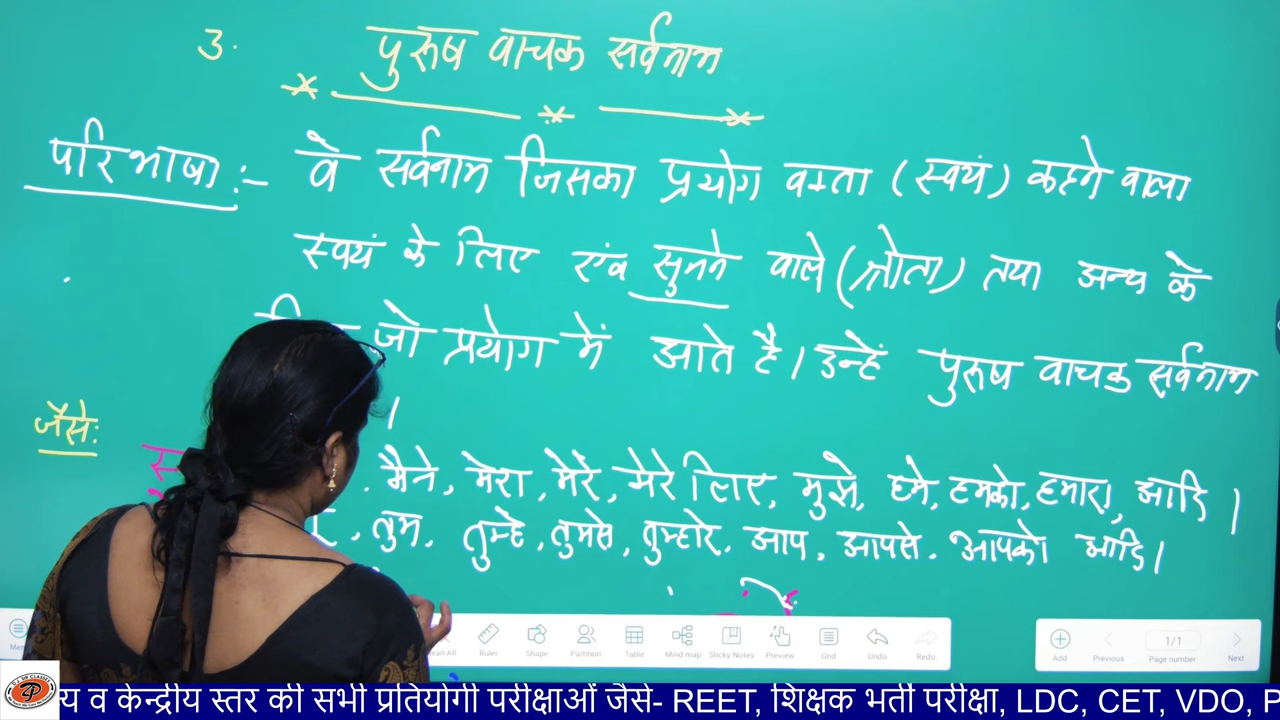 3. पुरूष वाचक सर्वनाम
परिभाषा :- वे सर्वनाम जिसका प्रयोग वक्ता (स्वयं) कहने वाला
स्वयं के लिए एंव सुनने वाले (श्रोता) तथा अन्य के
जो प्रयोग में आते है। उन्हें पुरूष वाचक सर्वनाम
।
जैसे:
मैने, मेरा, मेरे, मेरे लिए, मुझे, हमे, हमको, हमारा, आदि।
तुम, तुम्हे, तुमसे, तुम्हारे, आप, आपसे, आपको आदि।
Clean All Ruler Shape Partition Table Mind map Sticky Notes Preview Grid Undo Redo
Add Previous 1/1 Page number Next
य व केन्द्रीय स्तर की सभी प्रतियोगी परीक्षाओं जैसे- REET, शिक्षक भर्ती परीक्षा, LDC, CET, VDO, P